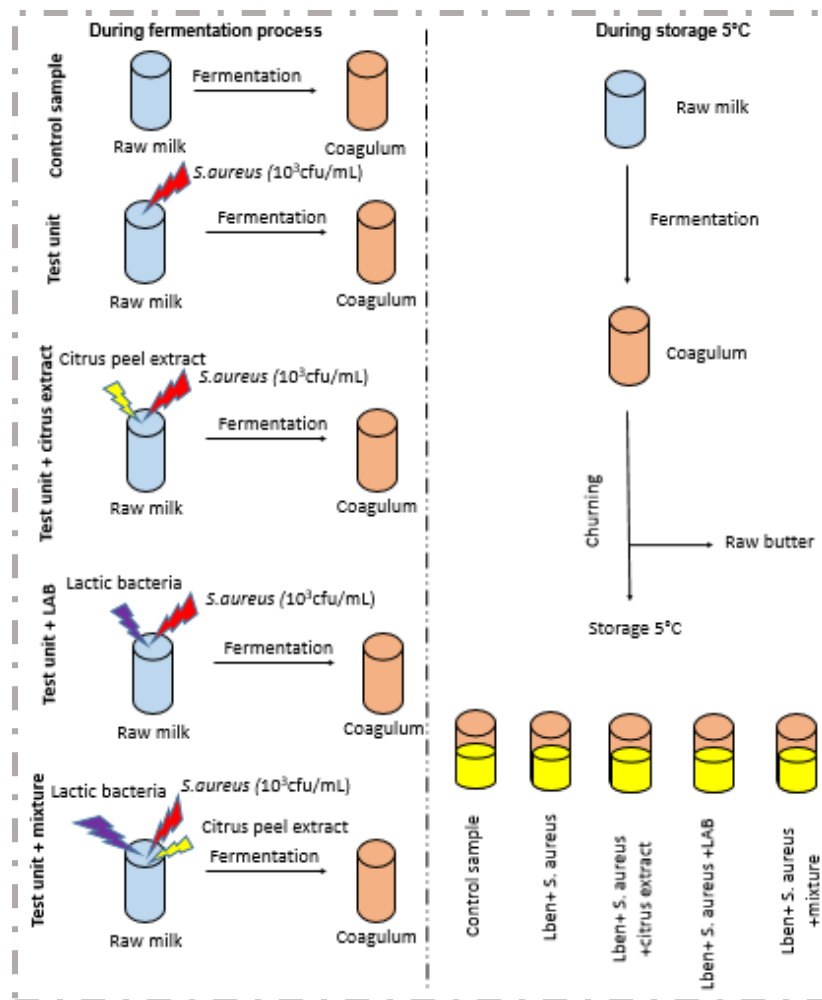 During fermentation process
Control sample
Fermentation
Raw milk
Coagulum
Test unit
S.aureus (10³cfu/mL)
Fermentation
Raw milk
Coagulum
Test unit + citrus extract
Citrus peel extract
S.aureus (10³cfu/mL)
Fermentation
Raw milk
Coagulum
Test unit + LAB
Lactic bacteria
S.aureus (10³cfu/mL)
Fermentation
Raw milk
Coagulum
Test unit + mixture
Lactic bacteria
S.aureus (10³cfu/mL)
Citrus peel extract
Fermentation
Raw milk
Coagulum
During storage 5°C
Raw milk
Fermentation
Coagulum
Churning
Raw butter
Storage 5°C
Control sample
Lben+ S. aureus
Lben+ S. aureus
+citrus extract
Lben+ S. aureus +LAB
Lben+ S. aureus
+mixture